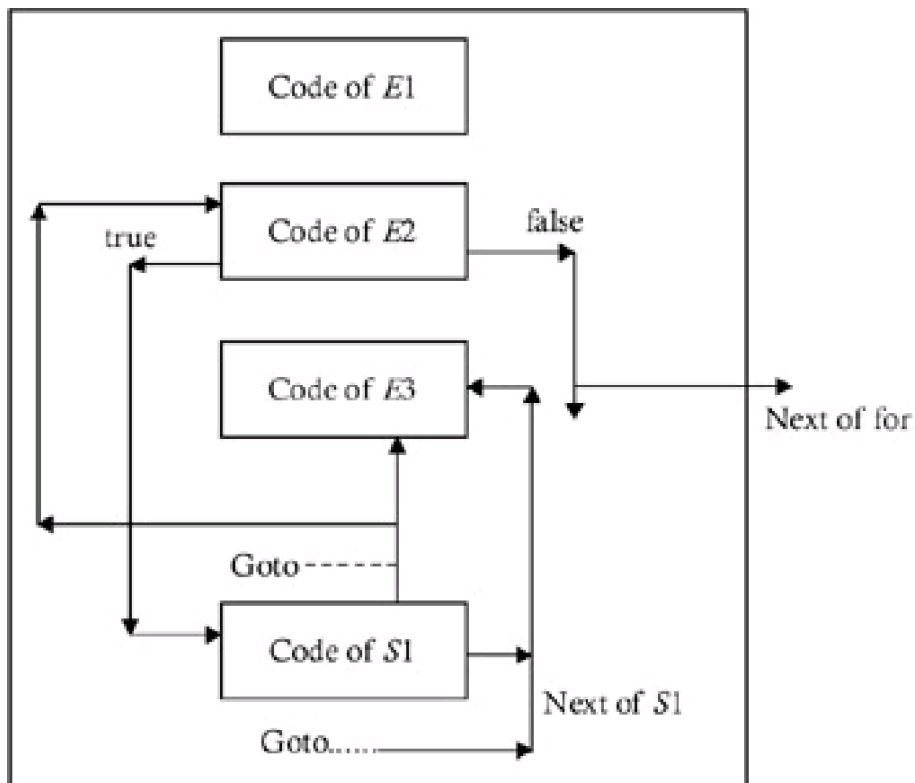 Code of E1
Code of E2
true
false
Code of E3
Next of for
Goto
Code of S1
Next of S1
Goto......